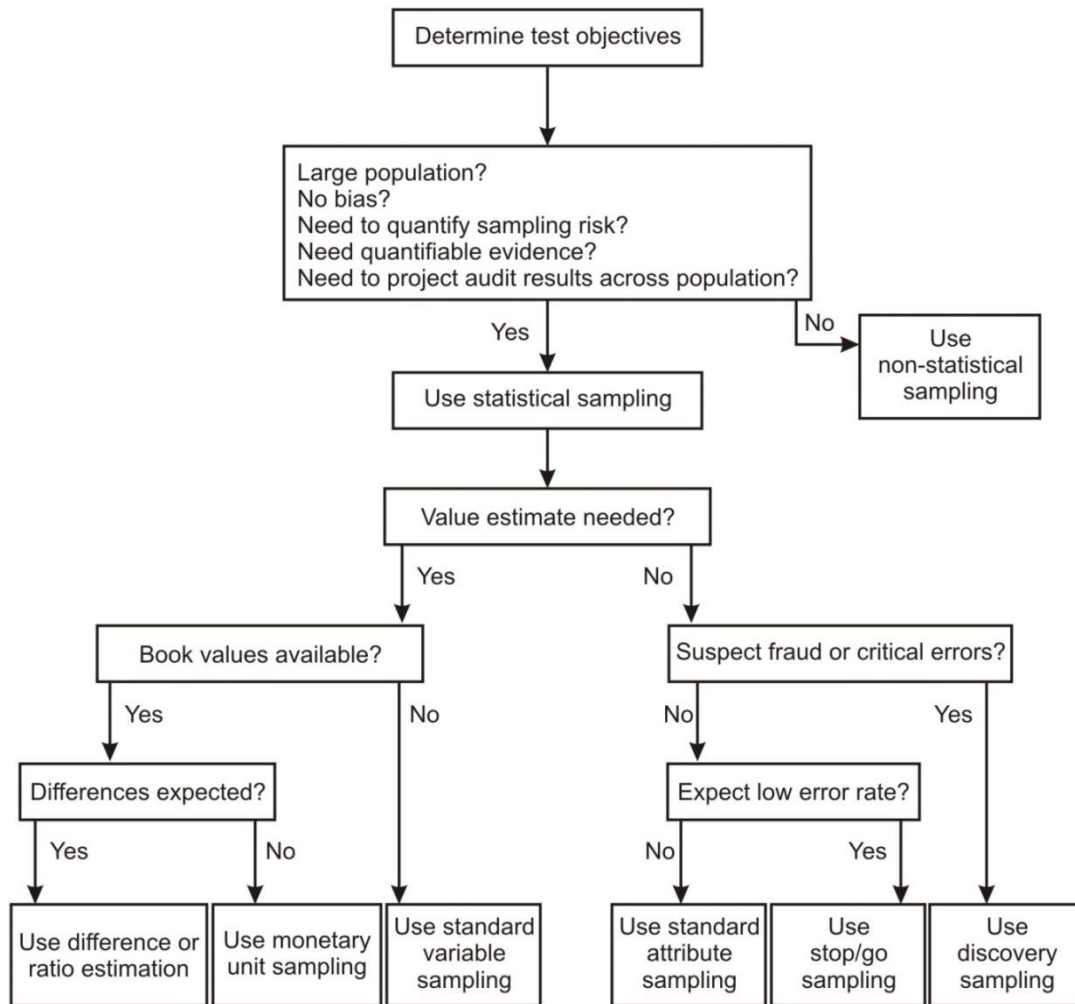 Determine test objectives
Large population?
No bias?
Need to quantify sampling risk?
Need quantifiable evidence?
Need to project audit results across population?
Yes
No
Use
non-statistical
sampling
Use statistical sampling
Value estimate needed?
Yes
No
Book values available?
Suspect fraud or critical errors?
Yes
No
No
Yes
Differences expected?
Expect low error rate?
Yes
No
No
Yes
Use difference or
ratio estimation
Use monetary
unit sampling
Use standard
variable
sampling
Use standard
attribute
sampling
Use
stop/go
sampling
Use
discovery
sampling